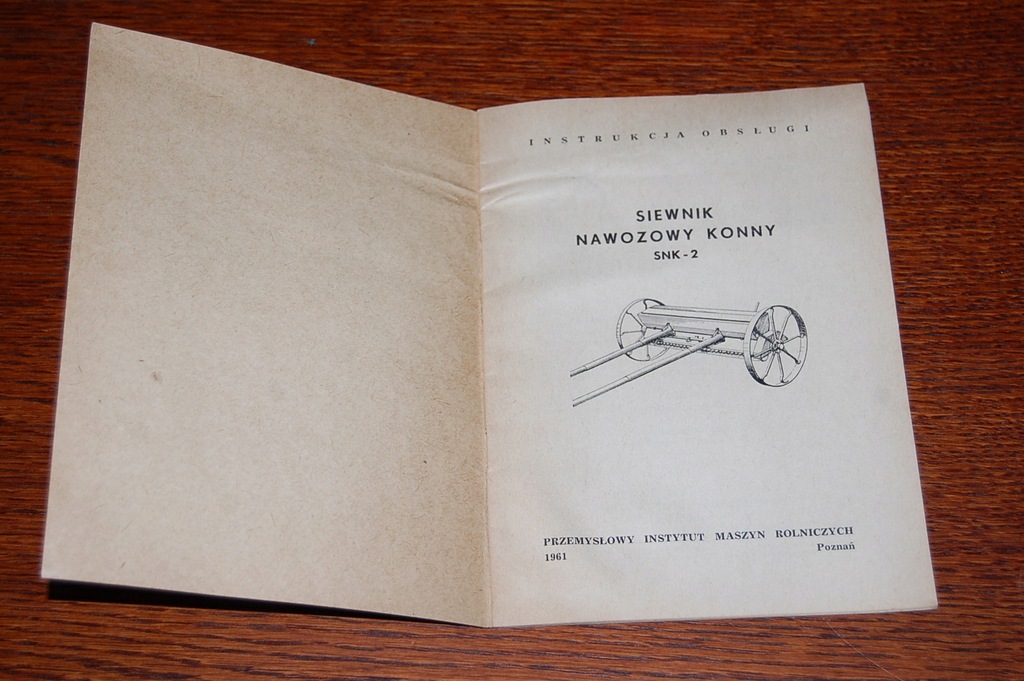 INSTRUKCJA OBSŁUGI
SIEWNIK
NAWOZOWY KONNY
SNK-2
PRZEMYSŁOWY INSTYTUT MASZYN ROLNICZYCH
1961 Poznań